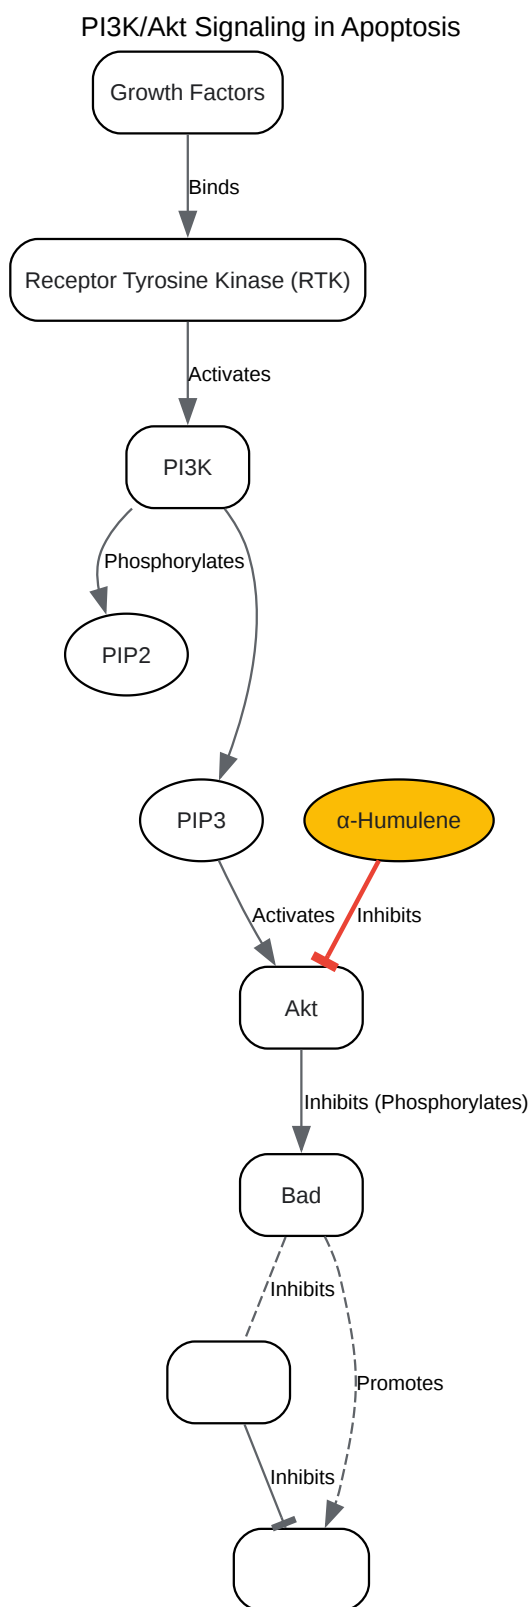 PI3K/Akt Signaling in Apoptosis
Growth Factors
Binds
Receptor Tyrosine Kinase (RTK)
Activates
PI3K
Phosphorylates
PIP2
PIP3
α-Humulene
Activates
Inhibits
Akt
Inhibits (Phosphorylates)
Bad
Inhibits
Promotes
Inhibits